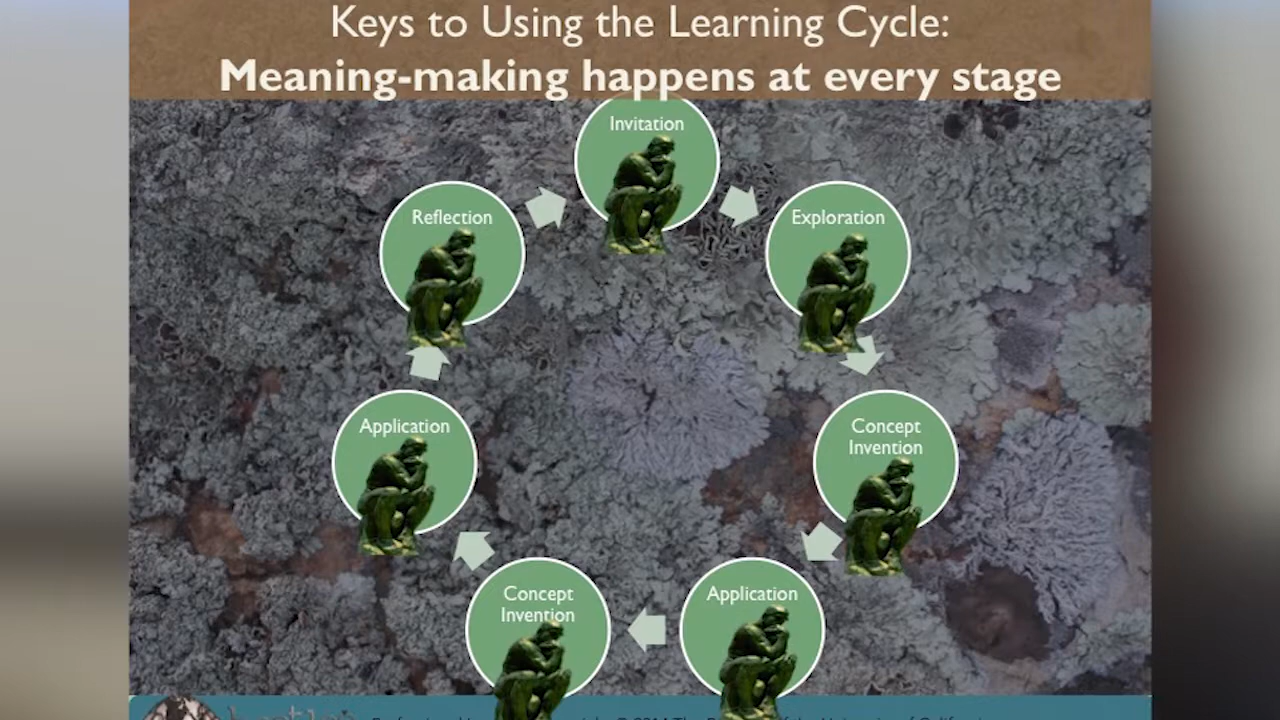 Keys to Using the Learning Cycle:
Meaning-making happens at every stage
Invitation
Exploration
Concept
Invention
Application
Concept
Invention
Application
Reflection